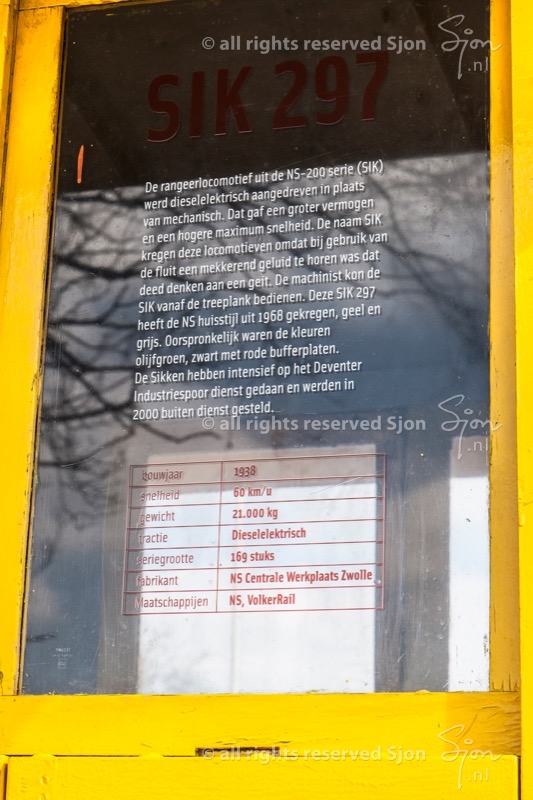 © all rights reserved Sjon
Sjon
.nl
SIK 297
De rangeerlocomotief uit de NS-200 serie (SIK)
werd dieselelektrisch aangedreven in plaats
van mechanisch. Dat gaf een groter vermogen
en een hogere maximum snelheid. De naam SIK
kregen deze locomotieven omdat bij gebruik van
de fluit een mekkerend geluid te horen was dat
deed denken aan een geit. De machinist kon de
SIK vanaf de treeplank bedienen. Deze SIK 297
heeft de NS huisstijl uit 1968 gekregen, geel en
grijs. Oorspronkelijk waren de kleuren
olijfgroen, zwart met rode bufferplaten.
De Sikken hebben intensief op het Deventer
Industriespoor dienst gedaan en werden in
2000 buiten dienst gesteld.
© all rights reserved Sjon
Sjon
.nl
bouwjaar 1938
snelheid 60 km/u
gewicht 21.000 kg
tractie Dieselelektrisch
seriegrootte 169 stuks
fabrikant NS Centrale Werkplaats Zwolle
Maatschappijen NS, VolkerRail
© all rights reserved Sjon
Sjon
.nl